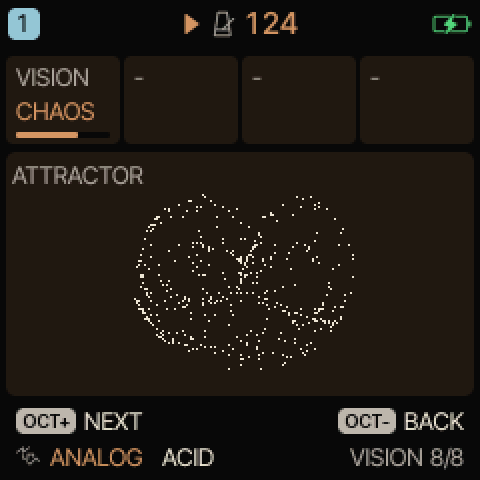 1 124
VISION - - -
CHAOS
ATTRACTOR
OCT+ NEXT OCT- BACK
ANALOG ACID VISION 8/8